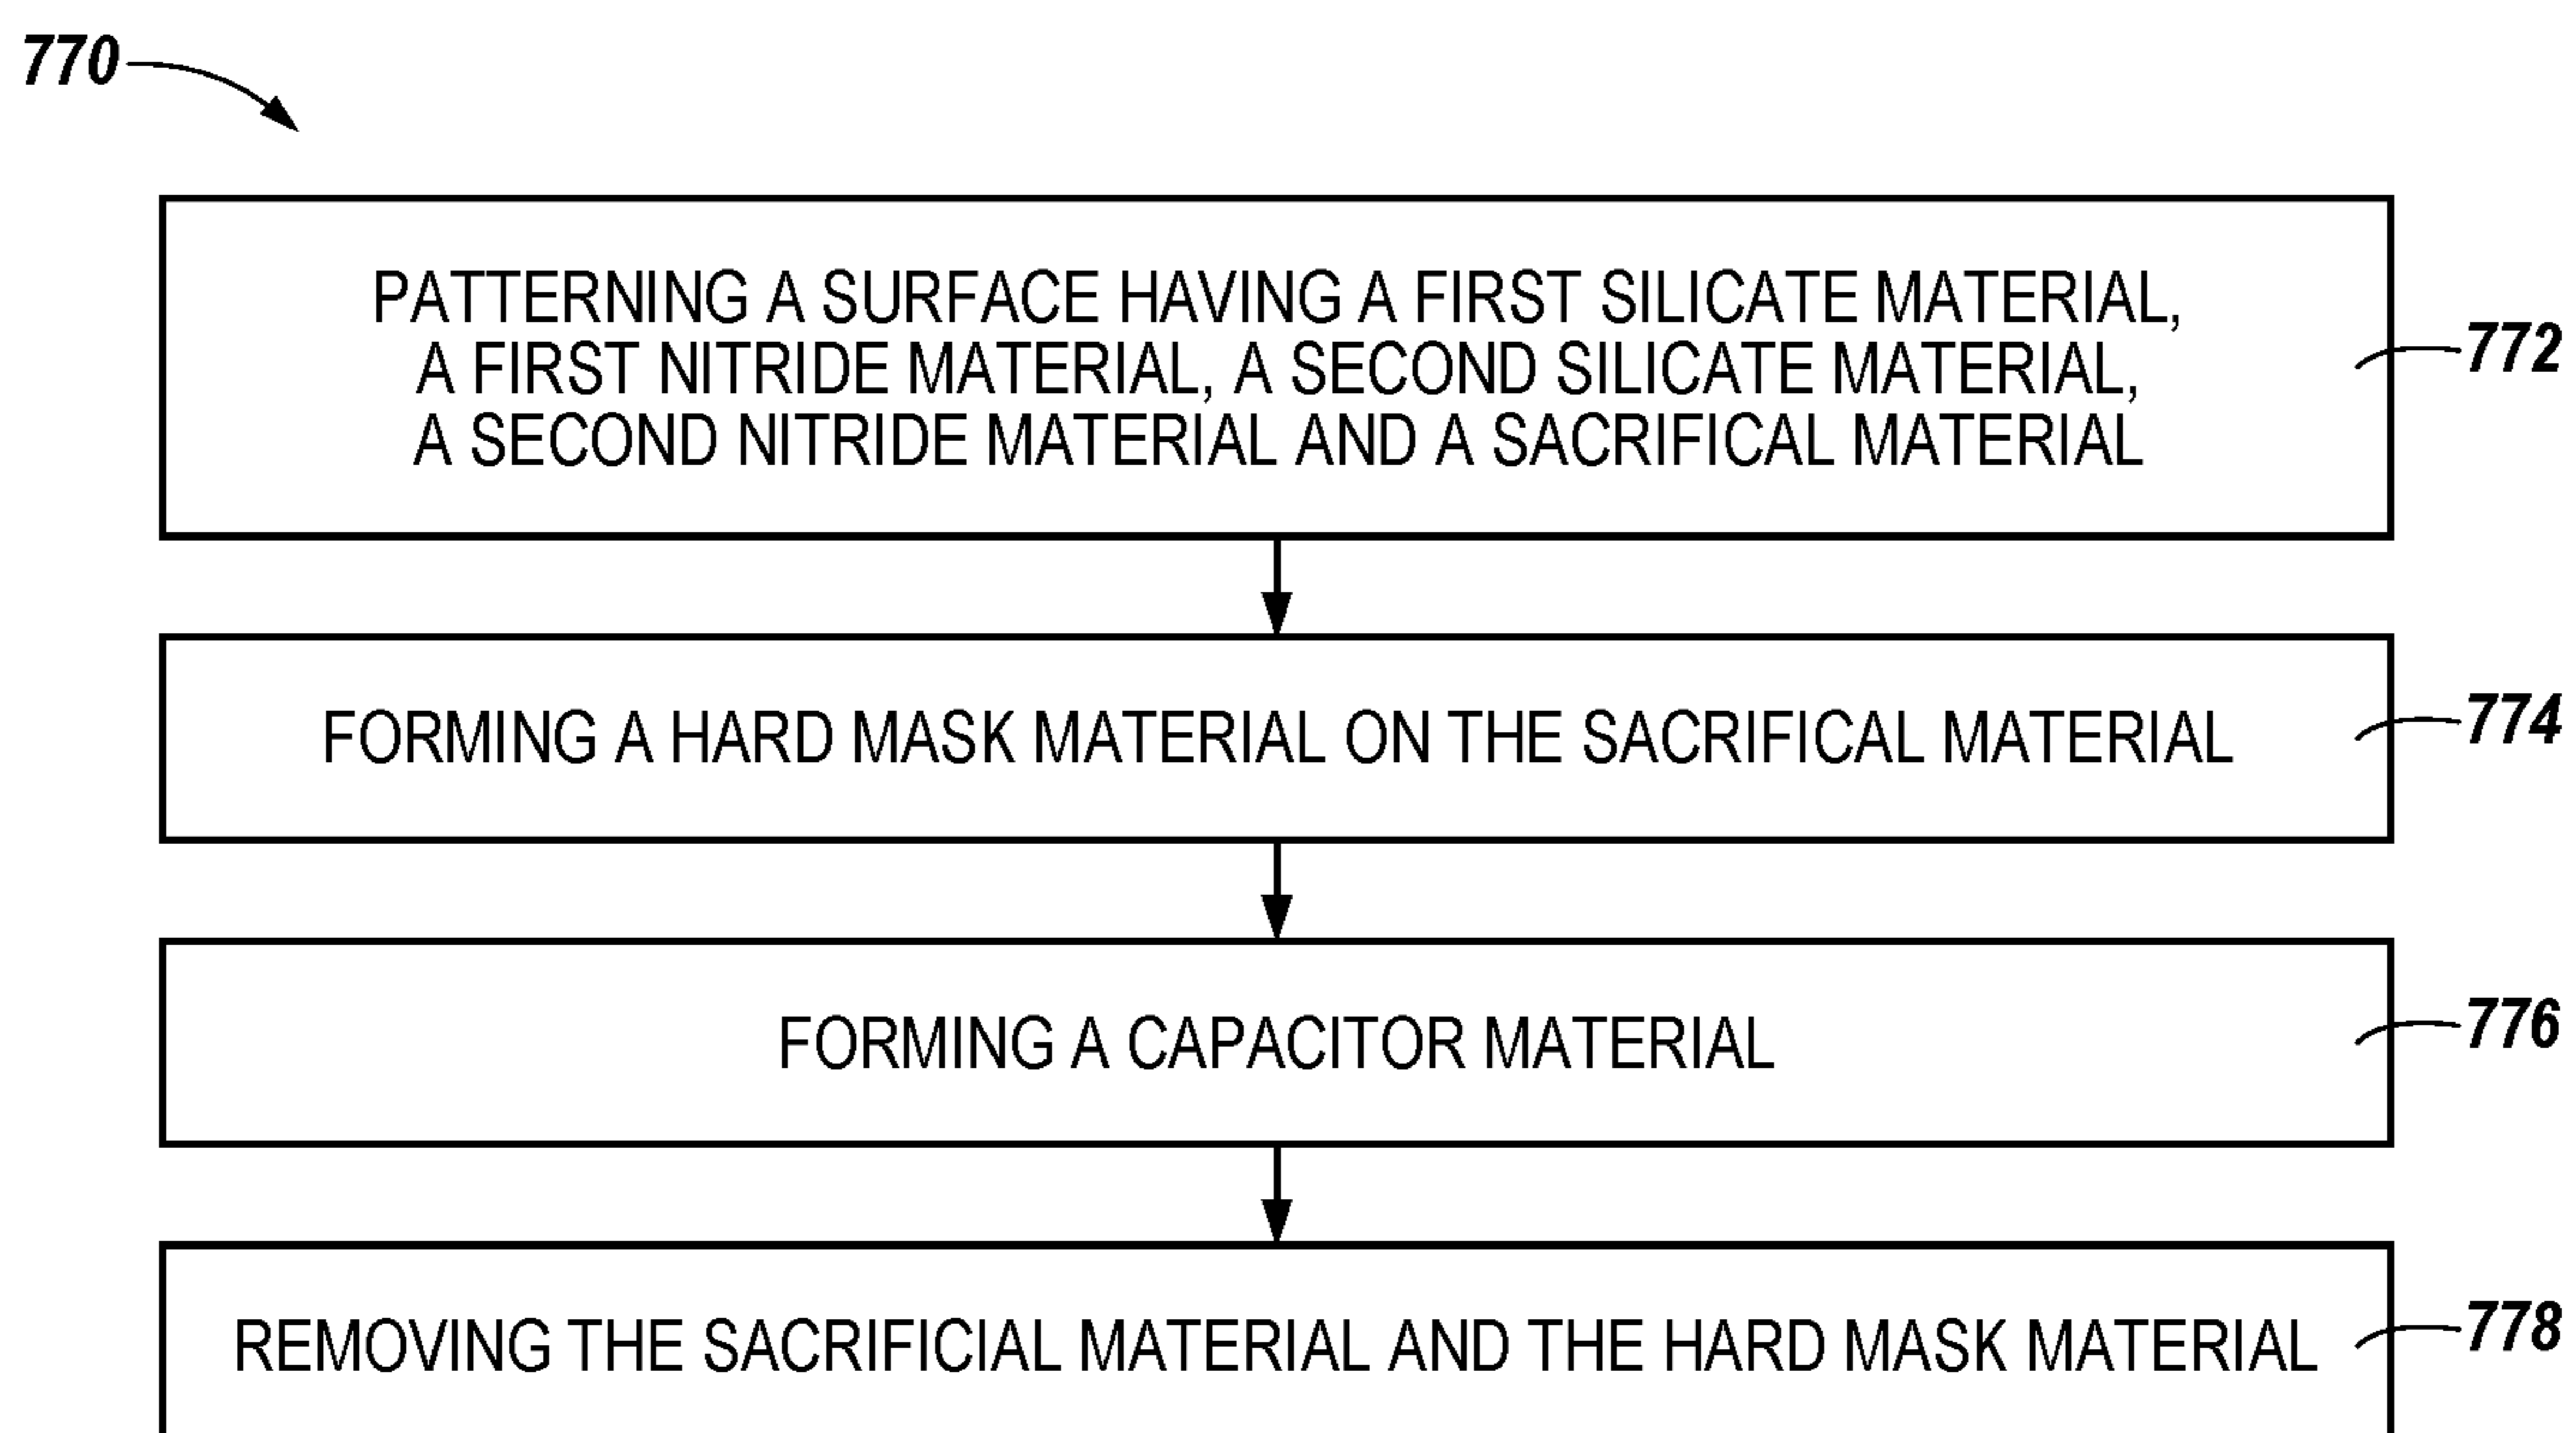 770
PATTERNING A SURFACE HAVING A FIRST SILICATE MATERIAL,
A FIRST NITRIDE MATERIAL, A SECOND SILICATE MATERIAL,
A SECOND NITRIDE MATERIAL AND A SACRIFICAL MATERIAL
772
FORMING A HARD MASK MATERIAL ON THE SACRIFICAL MATERIAL
774
FORMING A CAPACITOR MATERIAL
776
REMOVING THE SACRIFICIAL MATERIAL AND THE HARD MASK MATERIAL
778